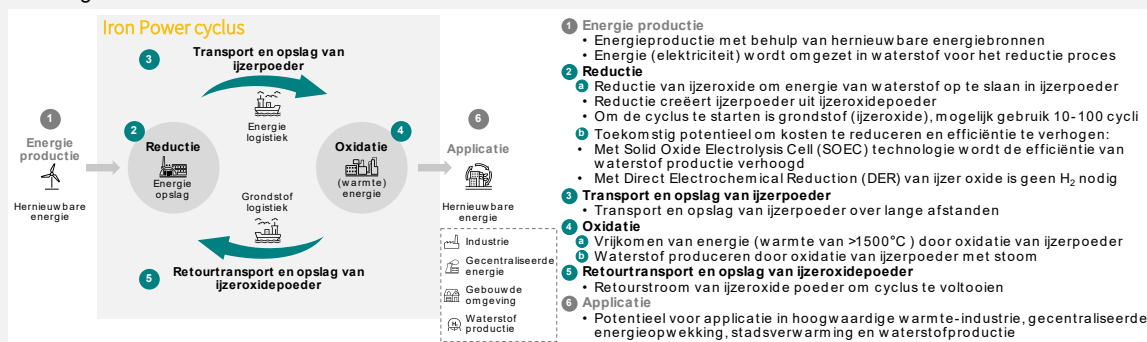 Iron Power cyclus
3
Transport en opslag van
ijzerpoeder
Energie
logistiek
1
Energie
productie
Hernieuwbare
energie
2
Reductie
Energie
opslag
4
Oxidatie
(warmte)
energie
6
Applicatie
Hernieuwbare
energie
Grondstof
logistiek
5
Retourtransport en opslag van
ijzeroxidepoeder
Industrie
Gecentraliseerde
energie
Gebouwde
omgeving
H₂
Waterstof
productie
1 Energie productie
• Energieproductie met behulp van hernieuwbare energiebronnen
• Energie (elektriciteit) wordt omgezet in waterstof voor het reductie proces
2 Reductie
a Reductie van ijzeroxide om energie van waterstof op te slaan in ijzerpoeder
• Reductie creëert ijzerpoeder uit ijzeroxidepoeder
• Om de cyclus te starten is grondstof (ijzeroxide), mogelijk gebruik 10-100 cycli
b Toekomstig potentieel om kosten te reduceren en efficiëntie te verhogen:
• Met Solid Oxide Electrolysis Cell (SOEC) technologie wordt de efficiëntie van
waterstof productie verhoogd
• Met Direct Electrochemical Reduction (DER) van ijzer oxide is geen H₂ nodig
3 Transport en opslag van ijzerpoeder
• Transport en opslag van ijzerpoeder over lange afstanden
4 Oxidatie
a Vrijkomen van energie (warmte van >1500°C ) door oxidatie van ijzerpoeder
b Waterstof produceren door oxidatie van ijzerpoeder met stoom
5 Retourtransport en opslag van ijzeroxidepoeder
• Retourstroom van ijzeroxide poeder om cyclus te voltooien
6 Applicatie
• Potentieel voor applicatie in hoogwaardige warmte-industrie, gecentraliseerde
energieopwekking, stadsverwarming en waterstofproductie